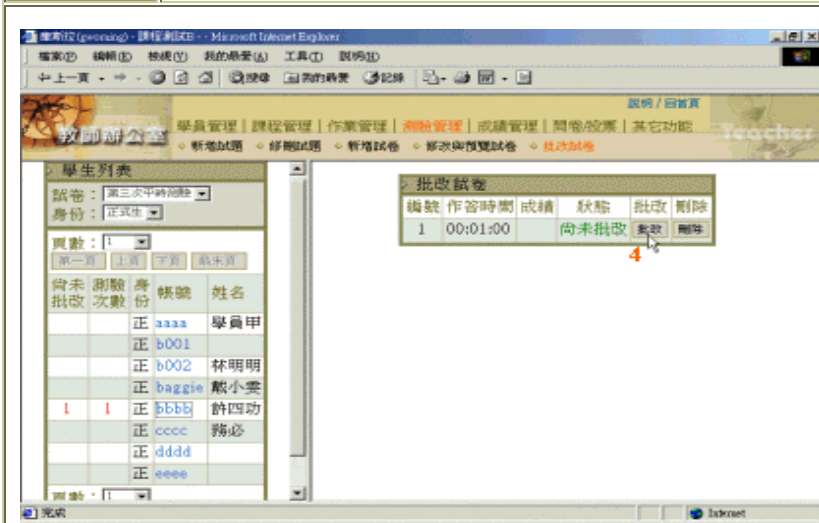 課程測試B - - Microsoft Internet Explorer
檔案(F) 編輯(E) 檢視(V) 我的最愛(A) 工具(T) 說明(H)
上一頁 搜尋 我的最愛 記錄
說明 / 回首頁
教師辦公室
學員管理 | 課程管理 | 作業管理 | 測驗管理 | 成績管理 | 問卷/投票 | 其它功能
Teacher
新增試題 修刪試題 新增試卷 修改與預覽試卷 批改試卷
學生列表
試卷：第三次平時測驗
身份：正式生
頁數：1
第一頁 上頁 下頁 最末頁
尚未批改 測驗次數 身份 帳號 姓名
正 aaaa 學員甲
正 b001
正 b002 林明明
正 baggie 戴小雯
1 1 正 bbbb 許四功
正 cccc 務必
正 dddd
正 eeee
頁數：1
批改試卷
編號 作答時間 成績 狀態 批改 刪除
1 00:01:00 尚未批改 批改 刪除
4
完成
Internet